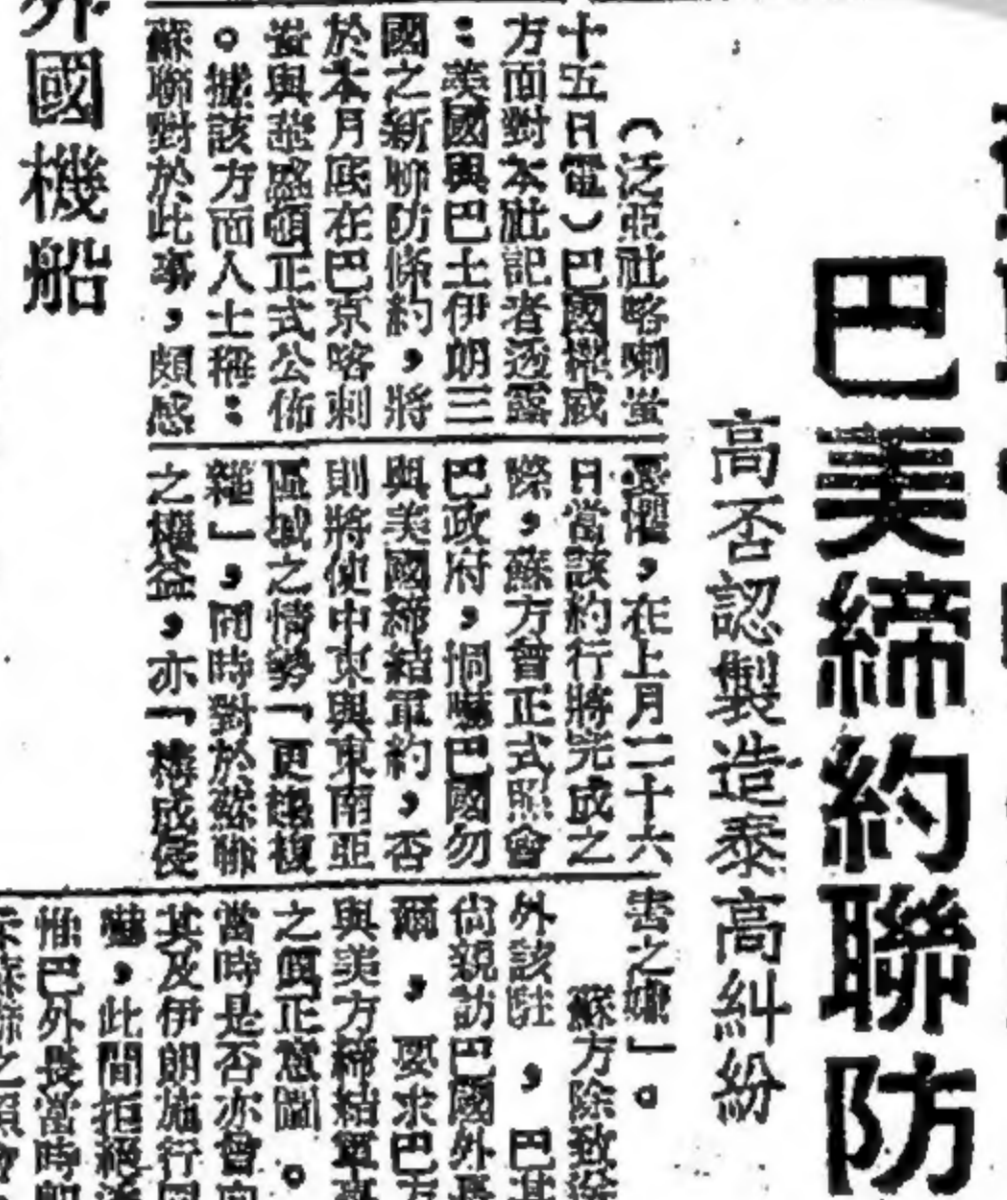 巴美締約聯防
高否認製造泰高糾紛
(泛亞社喀喇蚩
十五日電)巴國權威
方面對本社記者透露
:美國與巴土伊朗三
國之新聯防條約,將
於本月底在巴京喀剌
蚩與華盛頓正式公佈
。據該方面人士稱:
蘇聯對於此事,頗感
憂懼,在上月二十六
日當該約行將完成之
際,蘇方曾正式照會
巴政府,恫嚇巴國勿
與美國締結軍約,否
則將使中東與東南亞
區域之情勢「更趨複
雜」,同時對於蘇聯
之權益,亦「構成侵
害之嫌」。
蘇方除致送
外該駐,巴其
尚親訪巴國外長
爾,要求巴方
與美方締結軍事
之真正意圖。
當時是否亦曾向
其及伊朗施行同
嚇,此間拒絕透
惟巴外長當時即
外國機船